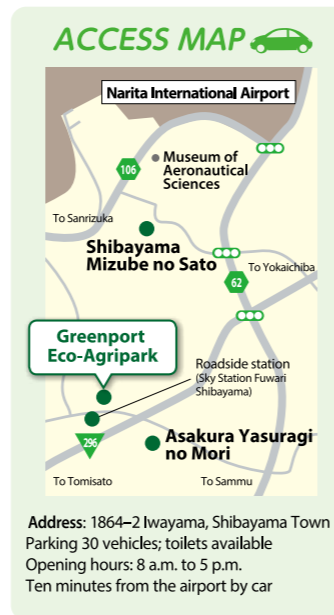 ACCESS MAP
Narita International Airport
Museum of
Aeronautical
Sciences
106
To Sanrizuka
Shibayama
Mizube no Sato
To Yokaichiba
62
Greenport
Eco-Agripark
Roadside station
(Sky Station Fuwari
Shibayama)
296
Asakura Yasuragi
no Mori
To Tomisato
To Sammu
Address: 1864–2 Iwayama, Shibayama Town
Parking 30 vehicles; toilets available
Opening hours: 8 a.m. to 5 p.m.
Ten minutes from the airport by car